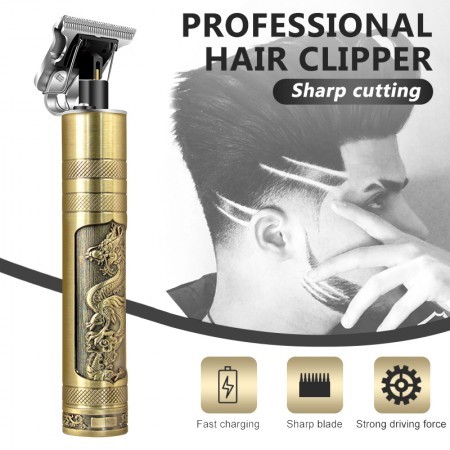 PROFESSIONAL
HAIR CLIPPER
Sharp cutting
Fast charging
Sharp blade
Strong driving force